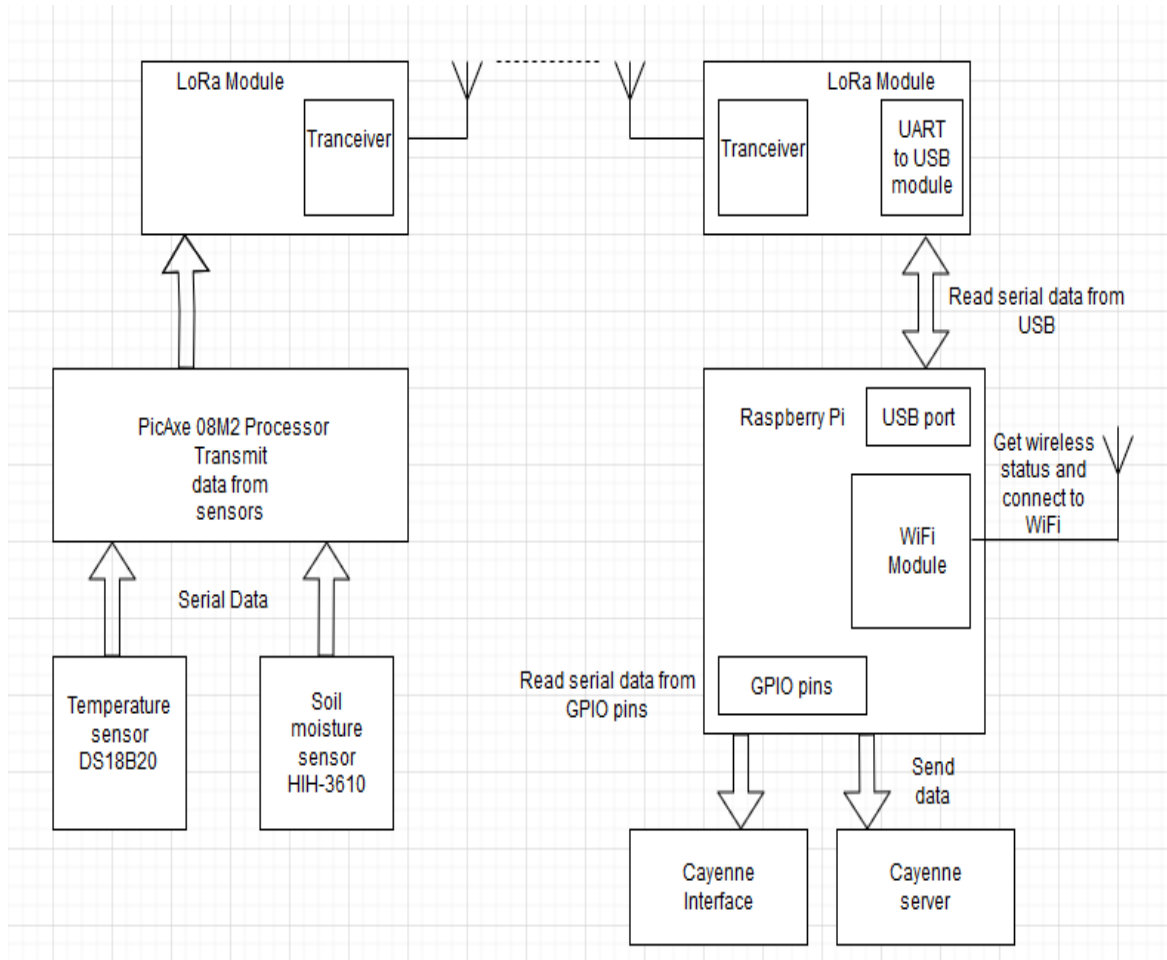 LoRa Module
Tranceiver
LoRa Module
Tranceiver
UART
to USB
module
Read serial data from
USB
PicAxe 08M2 Processor
Transmit
data from
sensors
Raspberry Pi
USB port
Get wireless
status and
connect to
WiFi
WiFi
Module
Serial Data
Temperature
sensor
DS18B20
Soil
moisture
sensor
HIH-3610
Read serial data from
GPIO pins
GPIO pins
Send
data
Cayenne
Interface
Cayenne
server